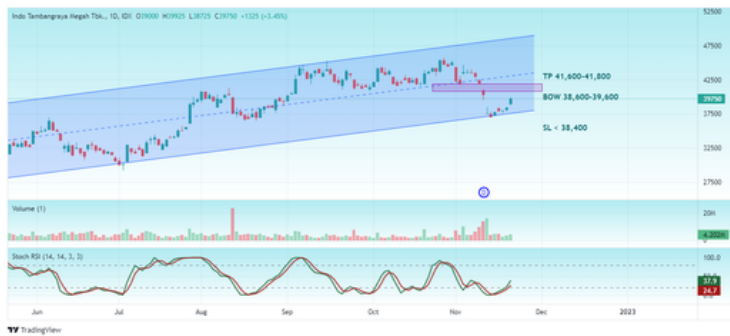 Indo Tambangraya Megah Tbk., 1D, IDX O39000 H39925 L38725 C39750 +1325 (+3.45%)
52500
47500
TP 41,600-41,800
42500
BOW 38,600-39,600
39750
37500
SL < 38,400
32500
27500
Volume (1)
20M
4.202M
0
Stoch RSI (14, 14, 3, 3)
100.0
37.9
24.7
0.0
Jun Jul Aug Sep Oct Nov Dec 2023
TradingView